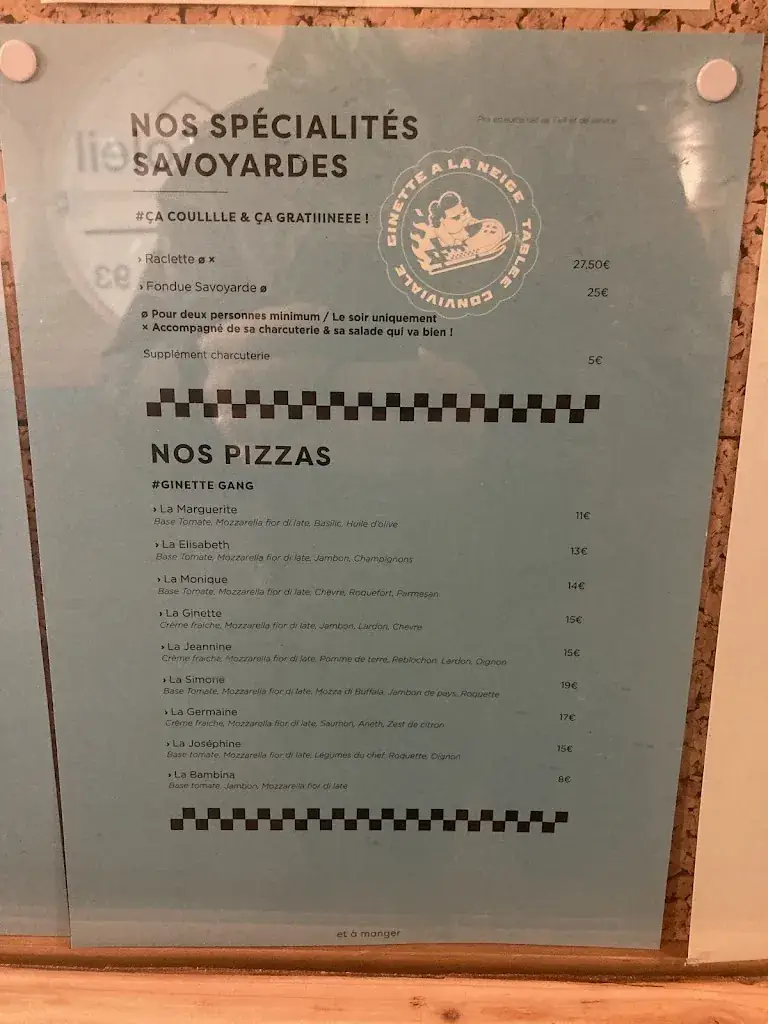 NOS SPÉCIALITÉS
SAVOYARDES
Prix en euros net
GINETTE A LA NEIGE
TABLÉE CONVIVIALE
#ÇA COULLLLE & ÇA GRATIIINEEE !
› Raclette ø × 27,50€
› Fondue Savoyarde ø 25€
ø Pour deux personnes minimum / Le soir uniquement
× Accompagné de sa charcuterie & sa salade qui va bien !
Supplément charcuterie 5€
NOS PIZZAS
#GINETTE GANG
› La Marguerite 11€
Base Tomate, Mozzarella fior di late, Basilic, Huile d'olive
› La Elisabeth 13€
Base Tomate, Mozzarella fior di late, Jambon, Champignons
› La Monique 14€
Base Tomate, Mozzarella fior di late, Chèvre, Roquefort, Parmesan
› La Ginette 15€
Crème fraiche, Mozzarella fior di late, Jambon, Lardon, Chevre
› La Jeannine 15€
Crème fraiche, Mozzarella fior di late, Pomme de terre, Reblochon, Lardon, Oignon
› La Simone 19€
Base Tomate, Mozzarella fior di late, Mozza di Buffala, Jambon de pays, Roquette
› La Germaine 17€
Crème fraiche, Mozzarella fior di late, Saumon, Aneth, Zest de citron
› La Joséphine 15€
Base tomate, Mozzarella fior di late, Légumes du chef, Roquette, Oignon
› La Bambina 8€
Base tomate, Jambon, Mozzarella fior di late
et à manger